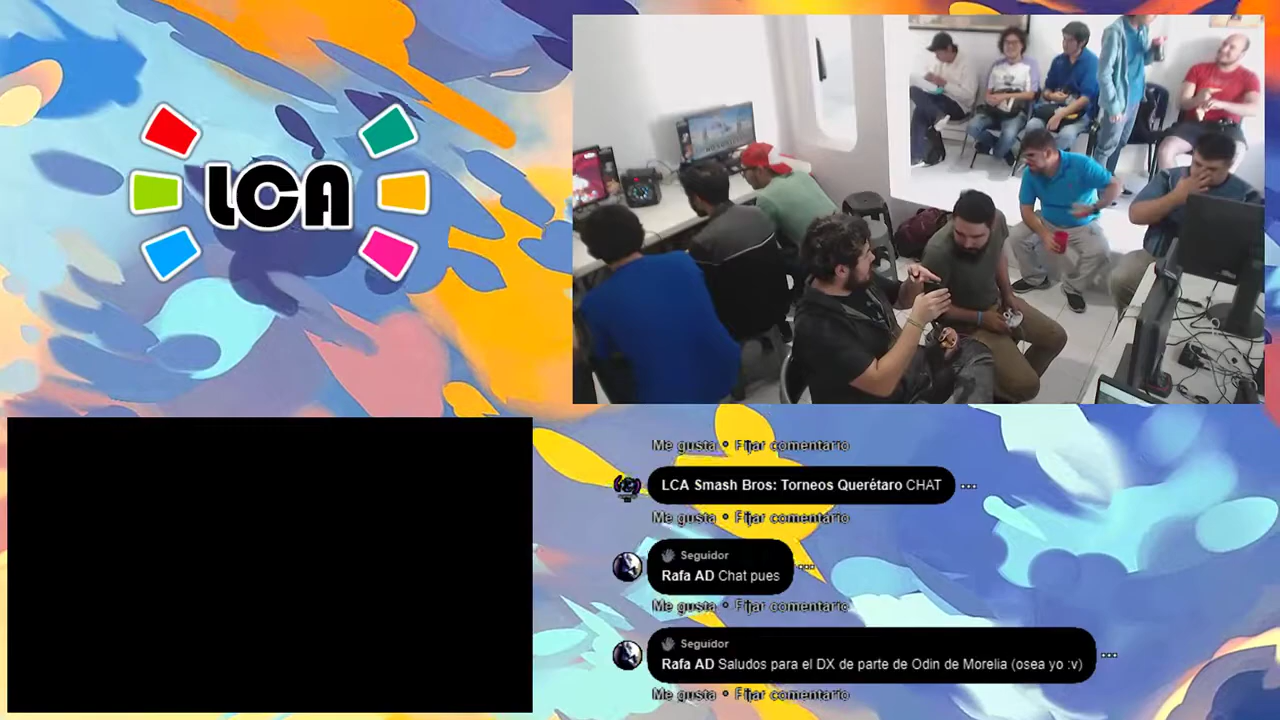 LCA
Me gusta • Fijar comentario
LCA Smash Bros: Torneos Querétaro CHAT
Me gusta • Fijar comentario
Seguidor
Rafa AD Chat pues
Me gusta • Fijar comentario
Seguidor
Rafa AD Saludos para el DX de parte de Odin de Morelia (osea yo :v)
Me gusta • Fijar comentario